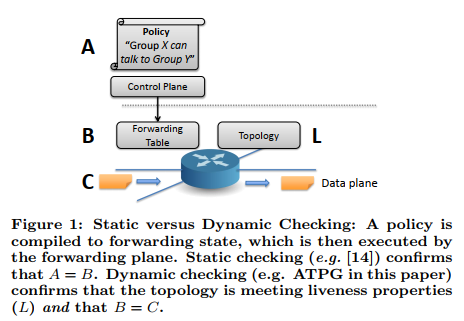 A
Policy
"Group X can
talk to Group Y"
Control Plane
B
Forwarding
Table
Topology
L
C
Data plane
Figure 1: Static versus Dynamic Checking: A policy is
compiled to forwarding state, which is then executed by
the forwarding plane. Static checking (e.g. [14]) confirms
that A = B. Dynamic checking (e.g. ATPG in this paper)
confirms that the topology is meeting liveness properties
(L) and that B = C.